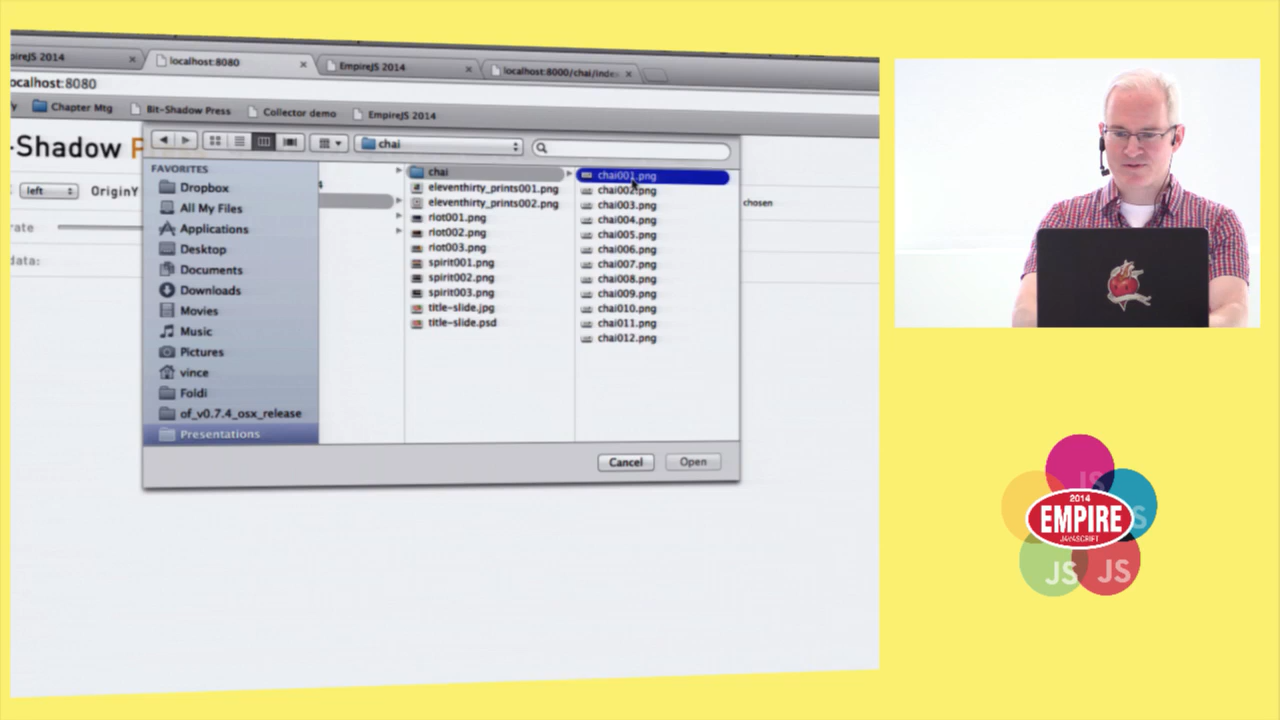 pireJS 2014
localhost:8080
EmpireJS 2014
localhost:8000/chai/inde
ocalhost:8080
y
Chapter Mtg
Bit-Shadow Press
Collector demo
EmpireJS 2014
-Shadow P
chai
left
OriginY
rate
data:
chosen
FAVORITES
Dropbox
All My Files
Applications
Desktop
Documents
Downloads
Movies
Music
Pictures
vince
Foldi
of_v0.7.4_osx_release
Presentations
chai
eleventhirty_prints001.png
eleventhirty_prints002.png
riot001.png
riot002.png
riot003.png
spirit001.png
spirit002.png
spirit003.png
title-slide.jpg
title-slide.psd
chai001.png
chai002.png
chai003.png
chai004.png
chai005.png
chai006.png
chai007.png
chai008.png
chai009.png
chai010.png
chai011.png
chai012.png
Cancel
Open
JS
S
2014
EMPIRE
JAVASCRIPT
JS
JS